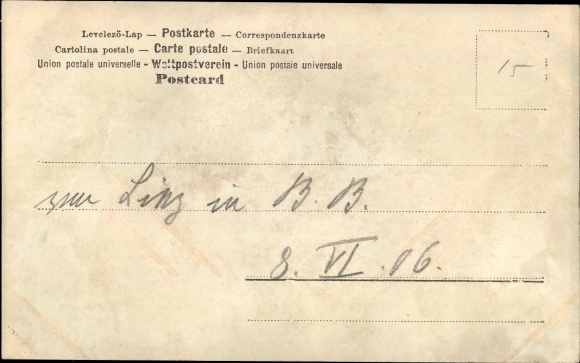 Levelező-Lap — Postkarte — Correspondenzkarte
Cartolina postale — Carte postale — Briefkaart
Union postale universelle - Weltpostverein - Union postale universale
Postcard
15
Linz in B. B.
8. VI. 06.